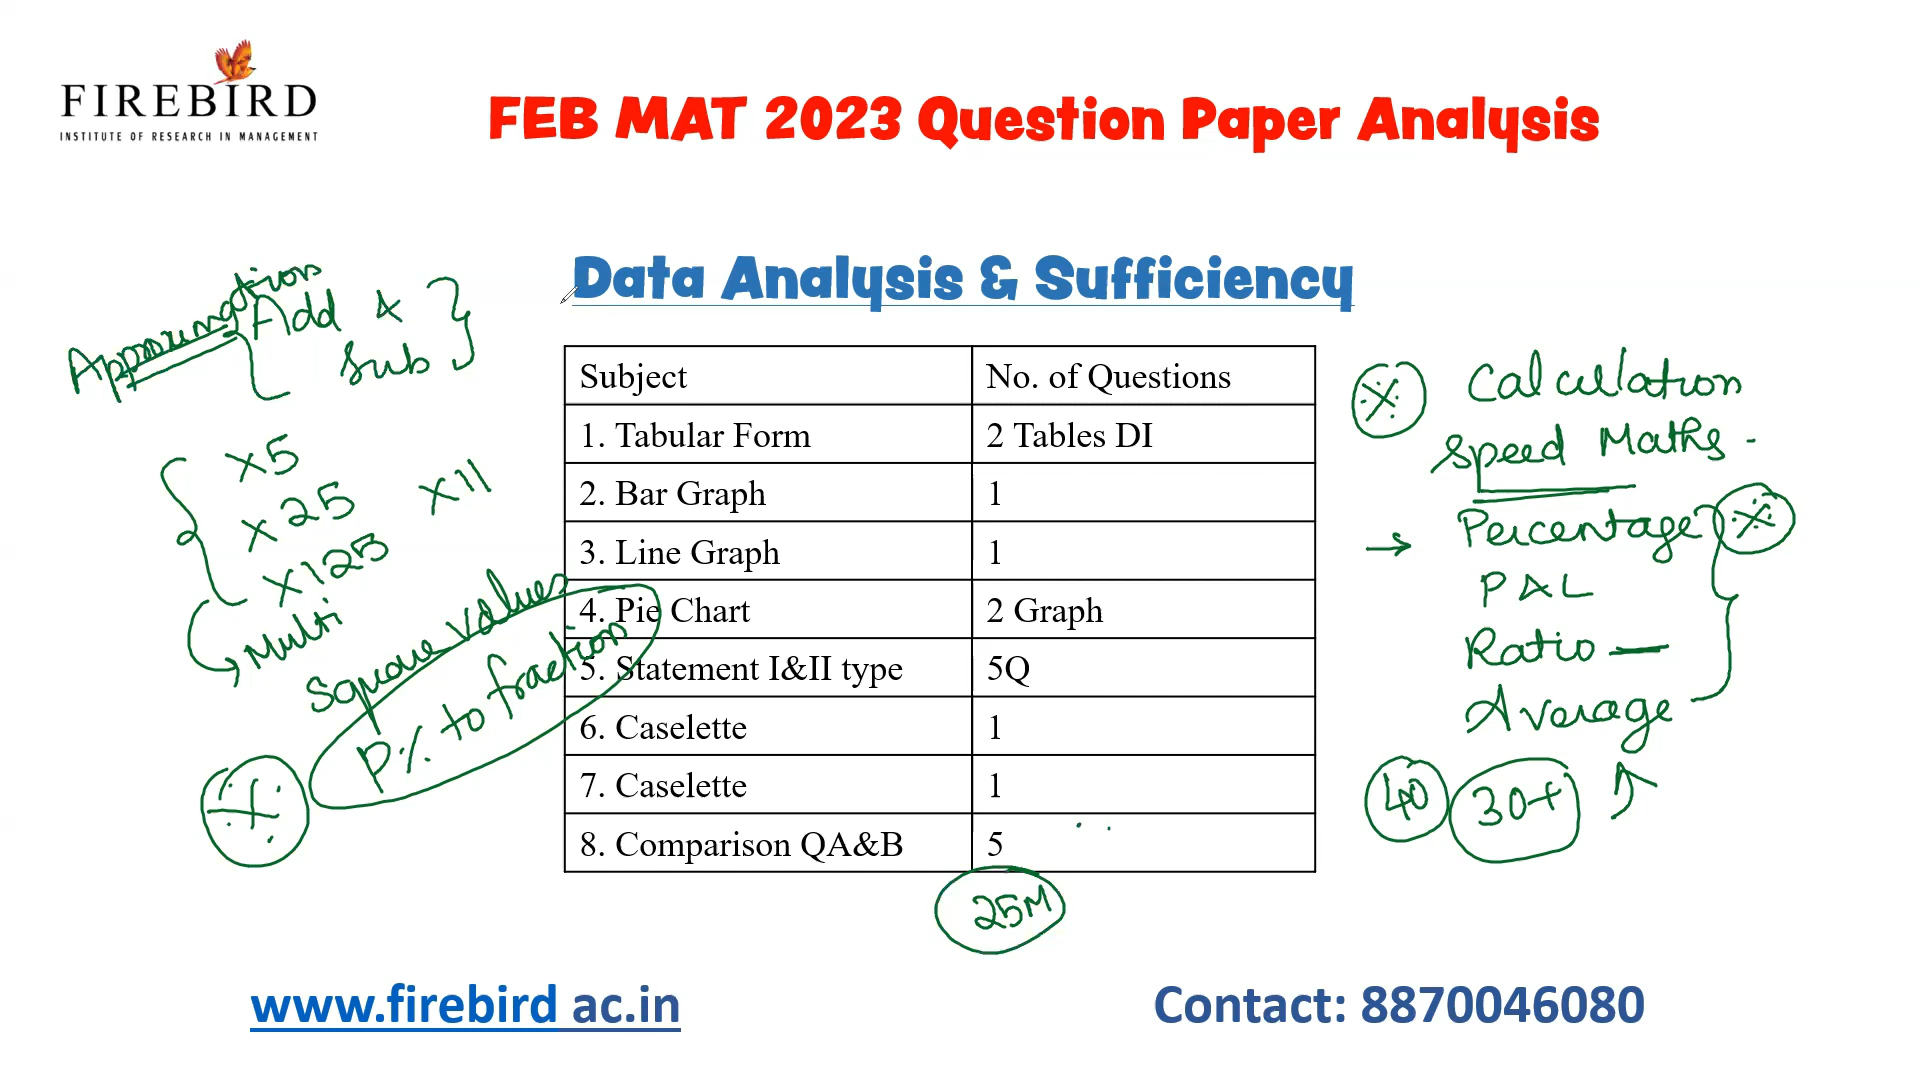 FIREBIRD
INSTITUTE OF RESEARCH IN MANAGEMENT
FEB MAT 2023 Question Paper Analysis
Data Analysis & Sufficiency
Subject No. of Questions
1. Tabular Form 2 Tables DI
2. Bar Graph 1
3. Line Graph 1
4. Pie Chart 2 Graph
5. Statement I&II type 5Q
6. Caselette 1
7. Caselette 1
8. Comparison QA&B 5
25M
Add &
Sub
×5
×25 ×11
×125
Multi
Square values
P% to fraction
Calculation
Speed Maths
→ Percentage
P&L
Ratio
Average
40 30+
www.firebird ac.in
Contact: 8870046080